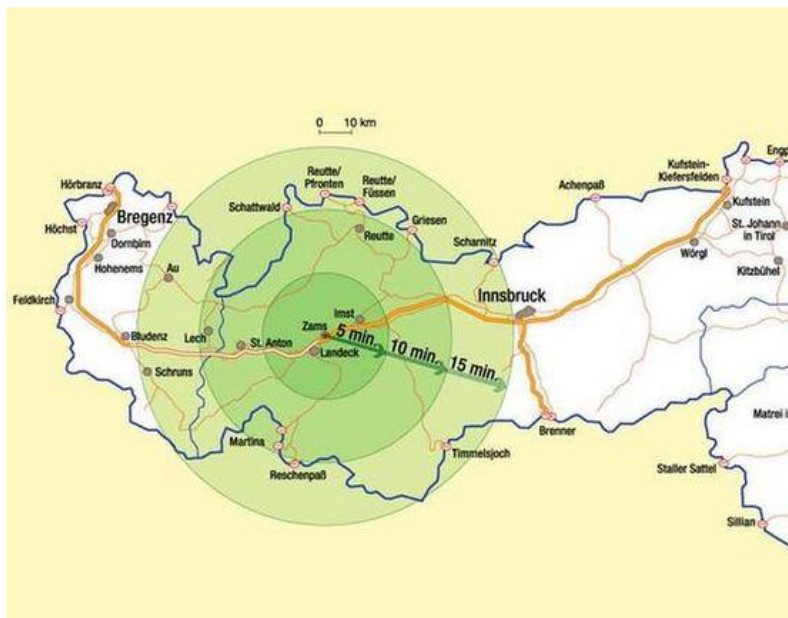 0 10 km
Reutte/
Pfronten
Reutte/
Füssen
Hörbranz
Bregenz
Höchst
Dornbirn
Hohenems
Au
Feldkirch
Bludenz
Lech
St. Anton
Schruns
Schattwald
Reutte
Griesen
Scharnitz
Achenpaß
Kufstein-
Kiefersfelden
Kufstein
St. Johann
in Tirol
Wörgl
Kitzbühel
Innsbruck
Imst
Zams
Landeck
5 min.
10 min.
15 min.
Martina
Reschenpaß
Timmelsjoch
Brenner
Matrei i
Staller Sattel
Sillian